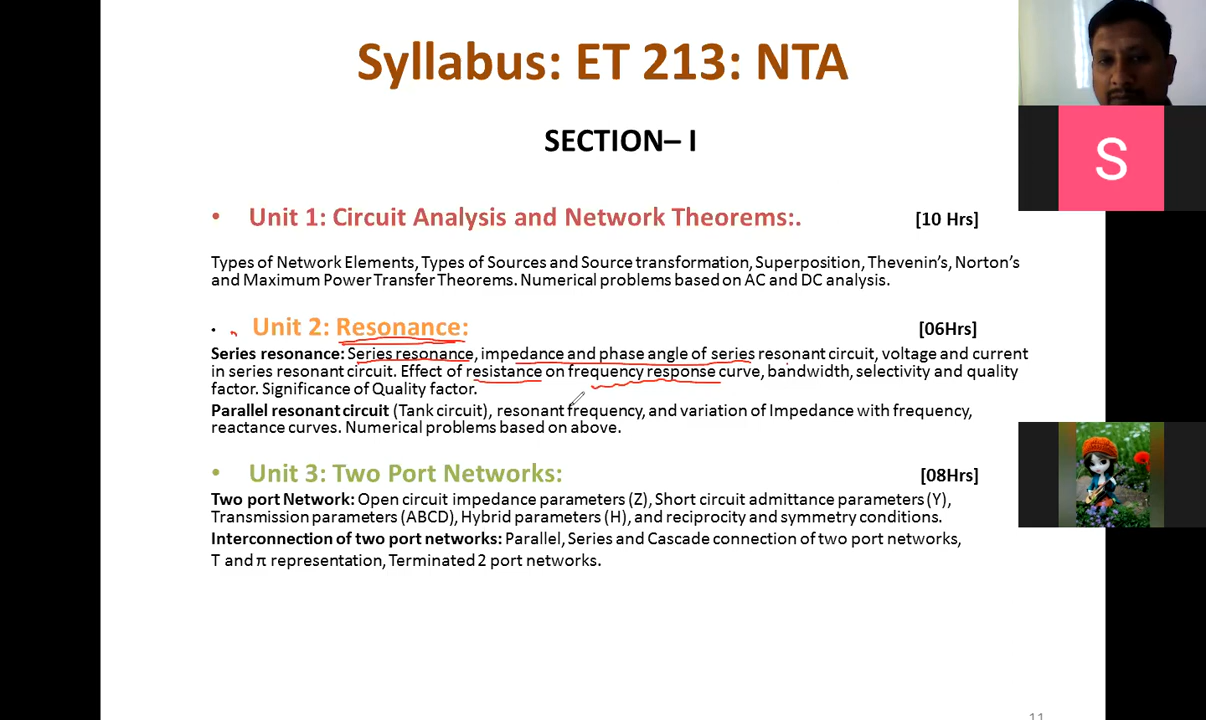 Syllabus: ET 213: NTA
SECTION– I
S
• Unit 1: Circuit Analysis and Network Theorems:. [10 Hrs]
Types of Network Elements, Types of Sources and Source transformation, Superposition, Thevenin’s, Norton’s
and Maximum Power Transfer Theorems. Numerical problems based on AC and DC analysis.
• Unit 2: Resonance: [06Hrs]
Series resonance: Series resonance, impedance and phase angle of series resonant circuit, voltage and current
in series resonant circuit. Effect of resistance on frequency response curve, bandwidth, selectivity and quality
factor. Significance of Quality factor.
Parallel resonant circuit (Tank circuit), resonant frequency, and variation of Impedance with frequency,
reactance curves. Numerical problems based on above.
• Unit 3: Two Port Networks: [08Hrs]
Two port Network: Open circuit impedance parameters (Z), Short circuit admittance parameters (Y),
Transmission parameters (ABCD), Hybrid parameters (H), and reciprocity and symmetry conditions.
Interconnection of two port networks: Parallel, Series and Cascade connection of two port networks,
T and π representation, Terminated 2 port networks.
11